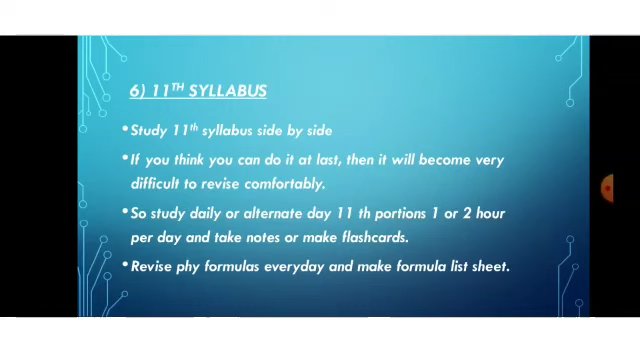 6) 11TH SYLLABUS
•Study 11th syllabus side by side
•If you think you can do it at last, then it will become very
difficult to revise comfortably.
•So study daily or alternate day 11 th portions 1 or 2 hour
per day and take notes or make flashcards.
•Revise phy formulas everyday and make formula list sheet.